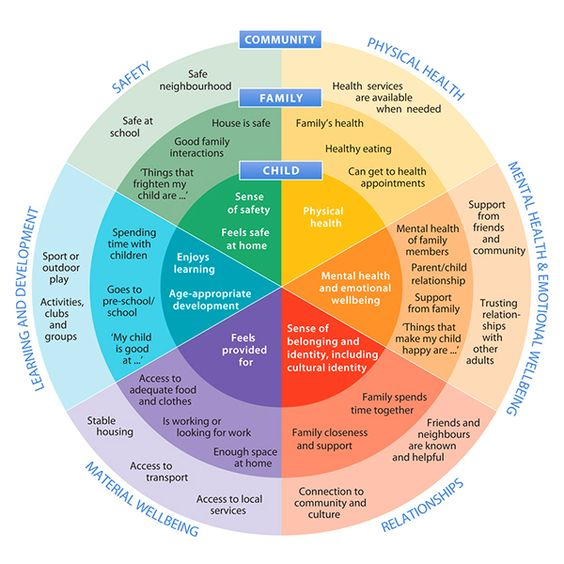 COMMUNITY
FAMILY
CHILD
PHYSICAL HEALTH
Health services
are available
when needed
Family's health
Healthy eating
Can get to health
appointments
Physical
health
MENTAL HEALTH & EMOTIONAL WELLBEING
Support
from
friends
and
community
Trusting
relation-
ships
with
other
adults
Mental health
of family
members
Parent/child
relationship
Support
from family
'Things that
make my child
happy are ...'
Mental health
and emotional
wellbeing
RELATIONSHIPS
Friends and
neighbours
are known
and helpful
Connection to
community and
culture
Family spends
time together
Family closeness
and support
Sense of
belonging and
identity, including
cultural identity
MATERIAL WELLBEING
Stable
housing
Access to
transport
Access to local
services
Access to
adequate food
and clothes
Is working or
looking for work
Enough space
at home
Feels
provided
for
LEARNING AND DEVELOPMENT
Sport or
outdoor
play
Activities,
clubs
and
groups
Spending
time with
children
Goes to
pre-school/
school
'My child
is good
at ...'
Enjoys
learning
Age-appropriate
development
SAFETY
Safe
neighbourhood
Safe at
school
House is safe
Good family
interactions
'Things that
frighten my
child are ...'
Sense
of safety
Feels safe
at home